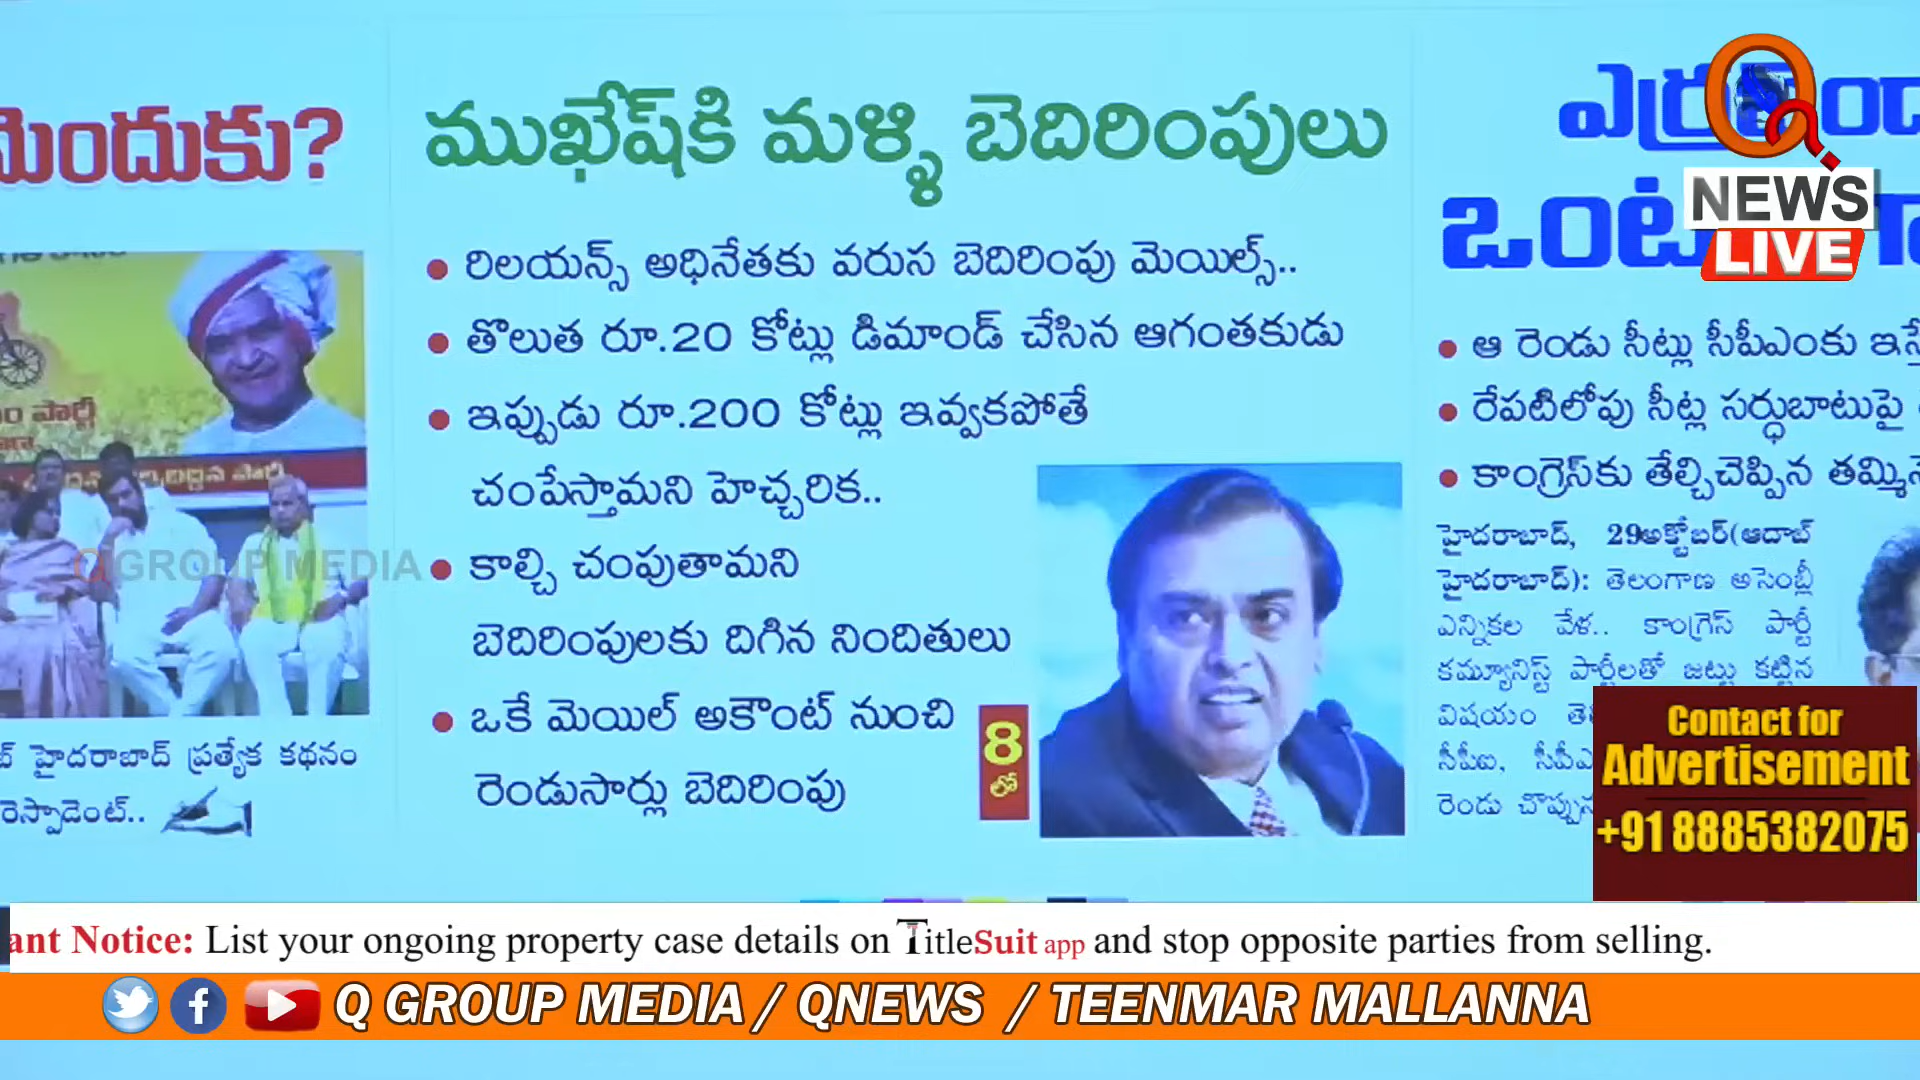 మిందుకు?
పార్టీ
హైదరాబాద్ ప్రత్యేక కథనం
రెస్పాడెంట్..
ముఖేష్‌కి మళ్ళి బెదిరింపులు
• రిలయన్స్ అధినేతకు వరుస బెదిరింపు మెయిల్స్..
• తొలుత రూ.20 కోట్లు డిమాండ్ చేసిన ఆగంతకుడు
• ఇప్పుడు రూ.200 కోట్లు ఇవ్వకపోతే
చంపేస్తామని హెచ్చరిక..
• కాల్చి చంపుతామని
బెదిరింపులకు దిగిన నిందితులు
• ఒకే మెయిల్ అకౌంట్ నుంచి
రెండుసార్లు బెదిరింపు
8
లో
• ఆ రెండు సీట్లు సీపీఎంకు
• రేపటిలోపు సీట్ల సర్దుబాటుపై
• కాంగ్రెస్‌కు తేల్చిచెప్పిన
హైదరాబాద్, 29అక్టోబర్(ఆదాబ్
హైదరాబాద్): తెలంగాణ అసెంబ్లీ
ఎన్నికల వేళ.. కాంగ్రెస్ పార్టీ
కమ్యూనిస్ట్ పార్టీలతో జట్టు కట్టిన
విషయం
సీపీఐ,
రెండు
Q
NEWS
LIVE
Q GROUP MEDIA
Contact for
Advertisement
+91 8885382075
ant Notice: List your ongoing property case details on TitleSuit app and stop opposite parties from selling.
Q GROUP MEDIA / QNEWS / TEENMAR MALLANNA